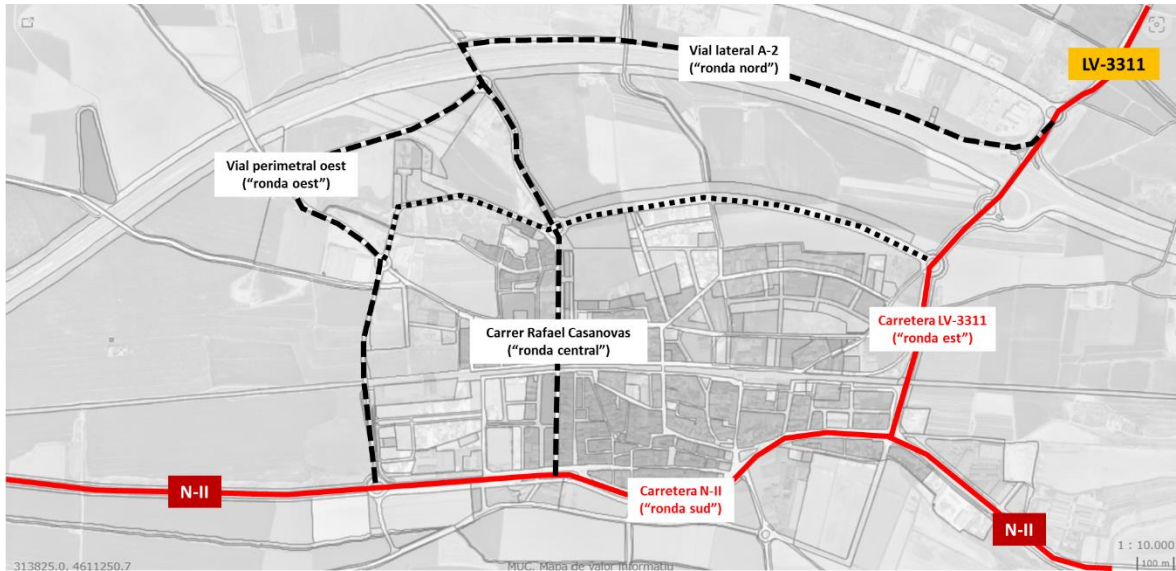 Vial lateral A-2
("ronda nord")
LV-3311
Vial perimetral oest
("ronda oest")
Carrer Rafael Casanovas
("ronda central")
Carretera LV-3311
("ronda est")
N-II
Carretera N-II
("ronda sud")
N-II
1 : 10.000
100 m
313825.0, 4611250.7
MUC. Mapa de valor informatiu